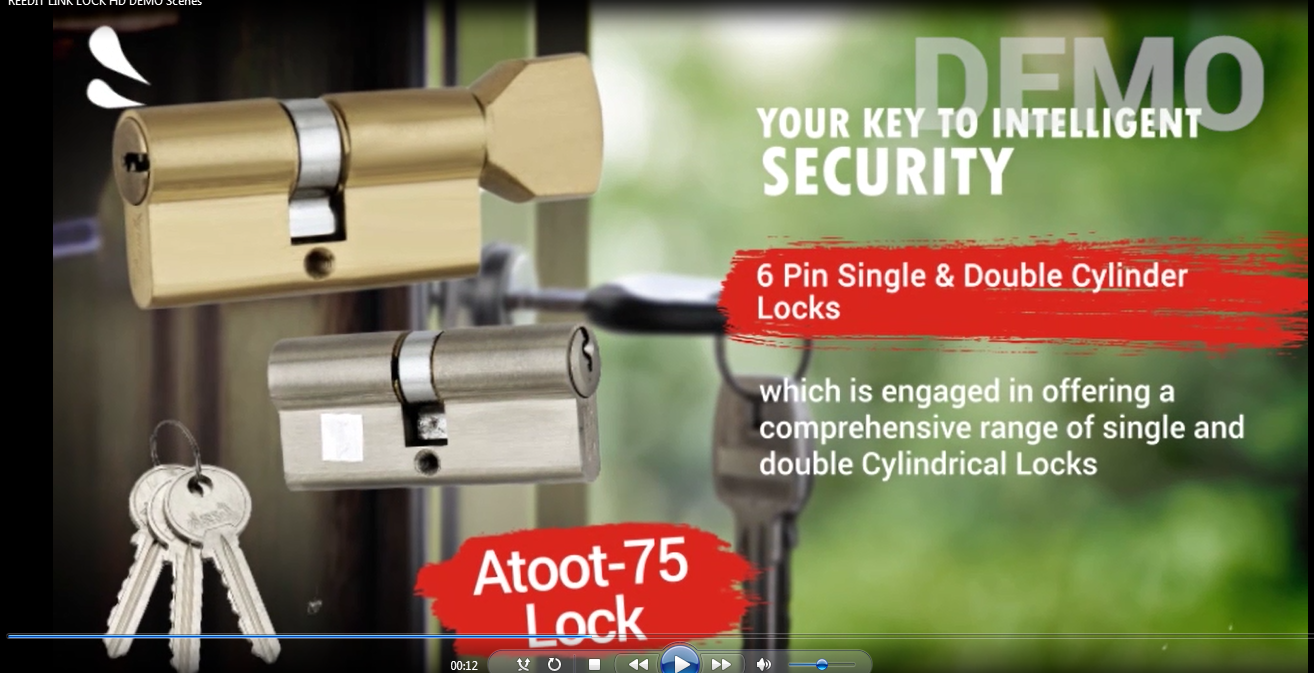 REEDIT LINK LOCK HD DEMO Scenes
DEMO
YOUR KEY TO INTELLIGENT
SECURITY
6 Pin Single & Double Cylinder
Locks
which is engaged in offering a
comprehensive range of single and
double Cylindrical Locks
Atoot-75
Lock
00:12